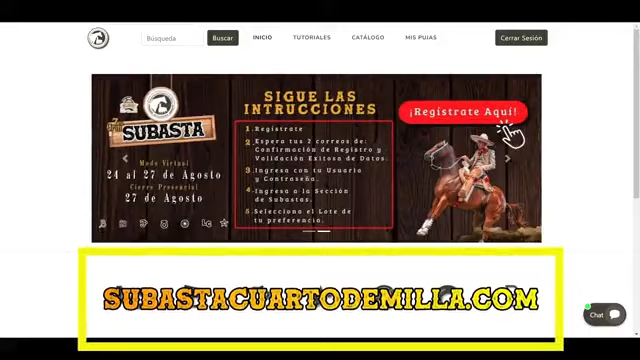 Búsqueda
Buscar
INICIO
TUTORIALES
CATÁLOGO
MIS PUJAS
Cerrar Sesión
SUBASTA
Modo Virtual
24 al 27 de Agosto
Cierre Presencial
27 de Agosto
SIGUE LAS
INTRUCCIONES
1. Regístrate
2. Espera tus 2 correos de:
Confirmación de Registro y
Validación Exitoso de Datos.
3. Ingresa con tu Usuario
y Contraseña.
4. Ingresa a la Sección
de Subastas.
5. Selecciona el Lote de
tu preferencia.
¡Regístrate Aquí!
SUBASTACUARTODEMILLA.COM
Chat